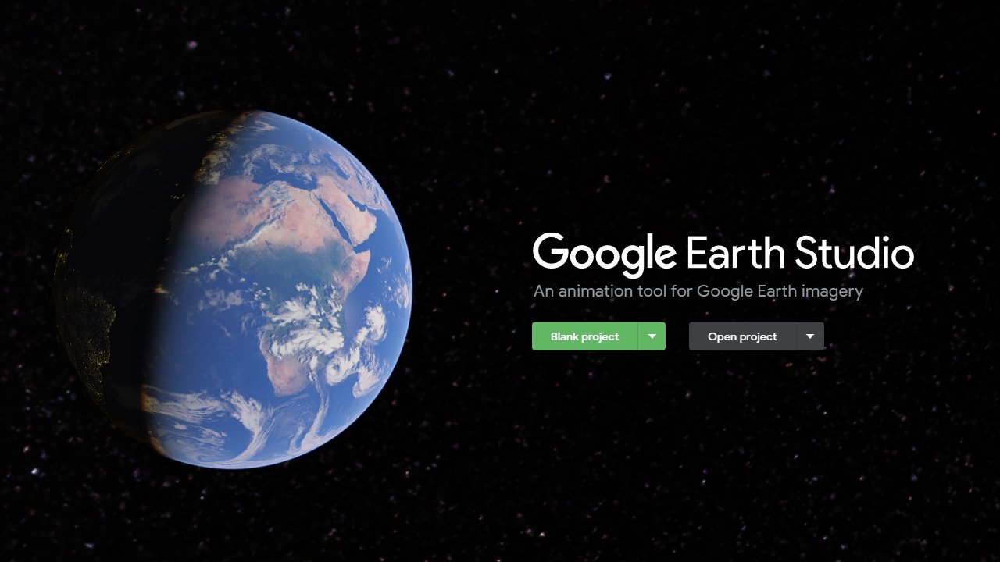 Google Earth Studio
An animation tool for Google Earth imagery
Blank project
Open project